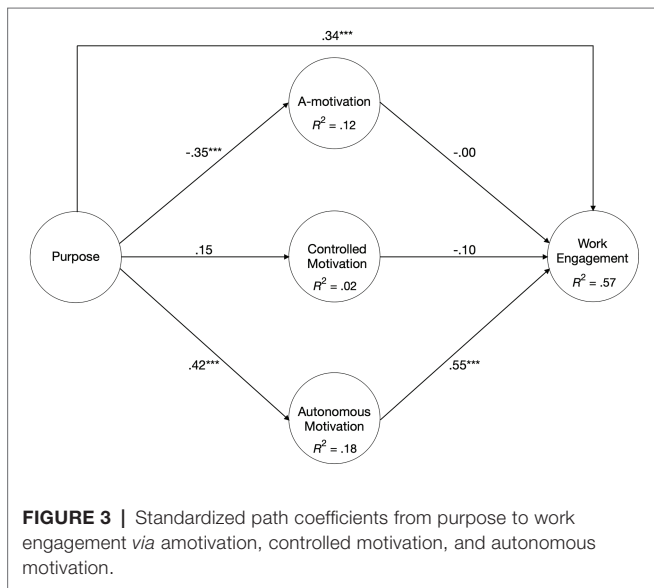 .34***
A-motivation
R² = .12
-.35***
-.00
Purpose
.15
Controlled
Motivation
R² = .02
-.10
Work
Engagement
R² = .57
.42***
.55***
Autonomous
Motivation
R² = .18
FIGURE 3 | Standardized path coefficients from purpose to work
engagement via amotivation, controlled motivation, and autonomous
motivation.